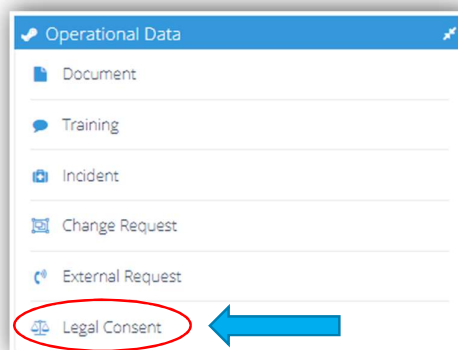 Operational Data
Document
Training
Incident
Change Request
External Request
Legal Consent